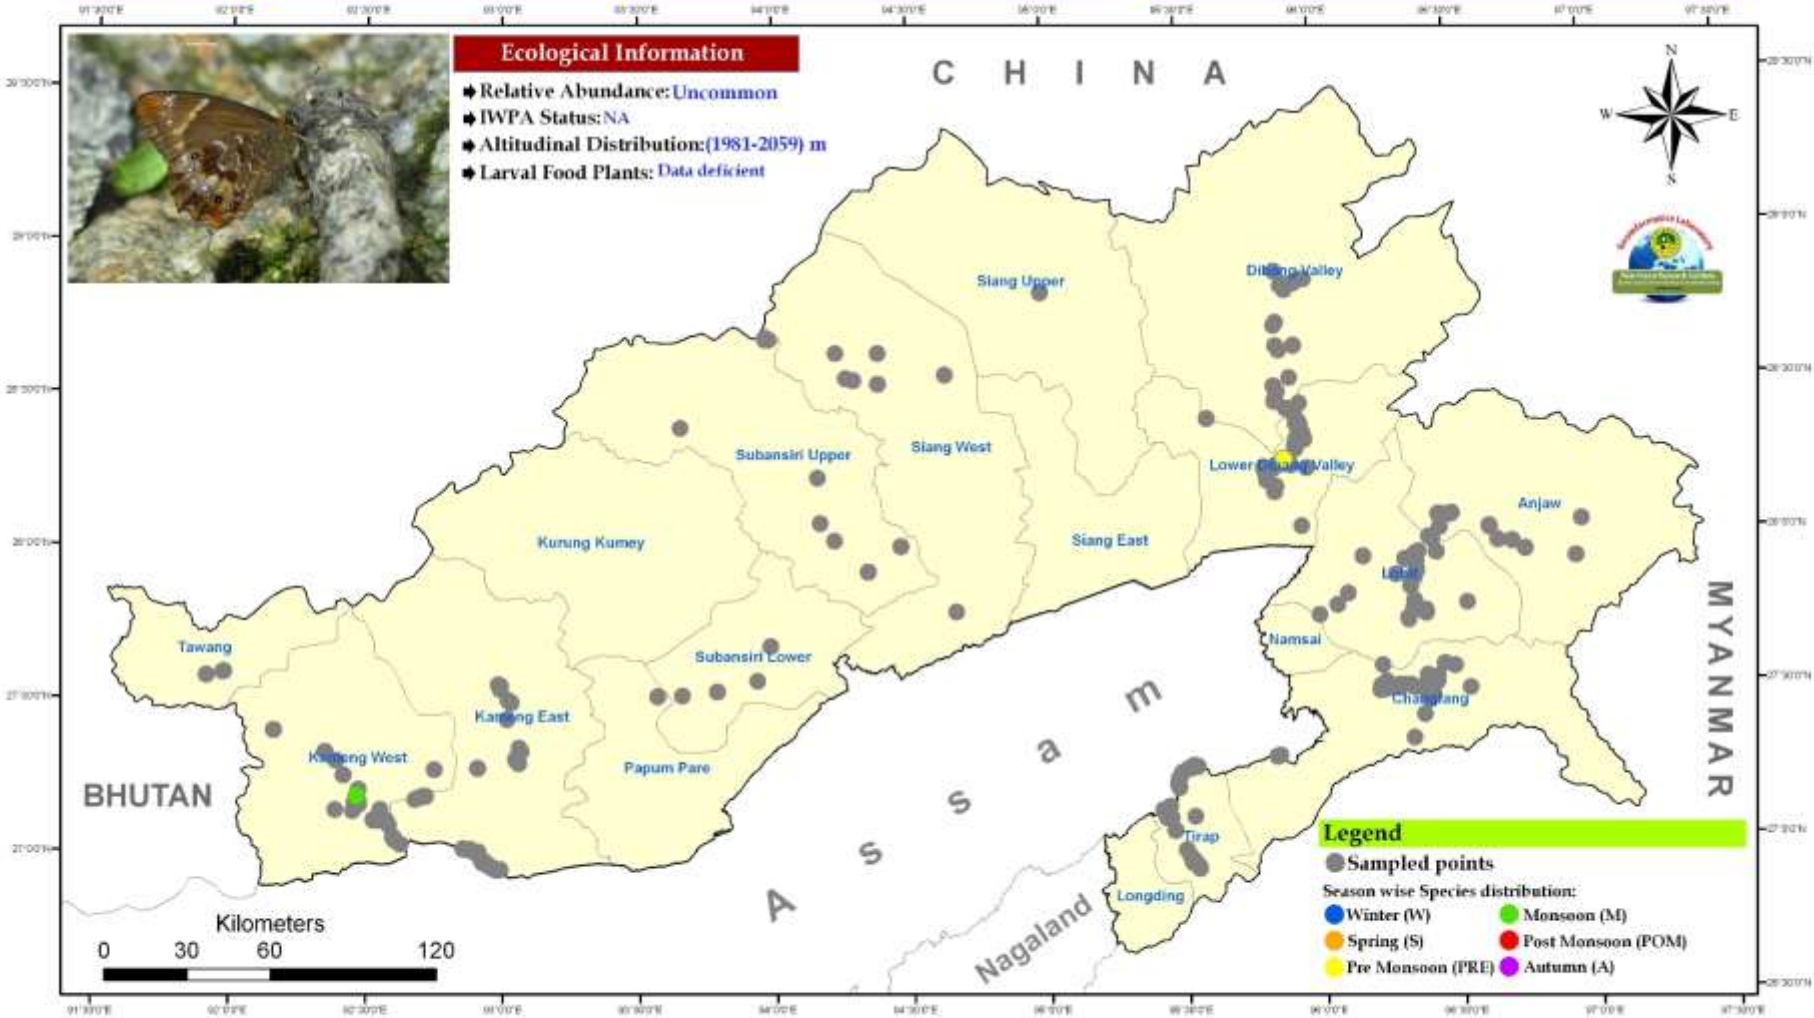 Ecological Information
Relative Abundance: Uncommon
IWPA Status: NA
Altitudinal Distribution: (1981-2059) m
Larval Food Plants: Data deficient
C H I N A
N
W E
S
Siang Upper
Dibang Valley
Subansiri Upper
Siang West
Lower Dibang Valley
Anjaw
Kurung Kumey
Siang East
Lohit
Namsai
MYANMAR
Tawang
Subansiri Lower
Changlang
Kameng East
Kameng West
Papum Pare
BHUTAN
Assam
Tirap
Longding
Nagaland
Kilometers
0 30 60 120
Legend
Sampled points
Season wise Species distribution:
Winter (W) Monsoon (M)
Spring (S) Post Monsoon (POM)
Pre Monsoon (PRE) Autumn (A)